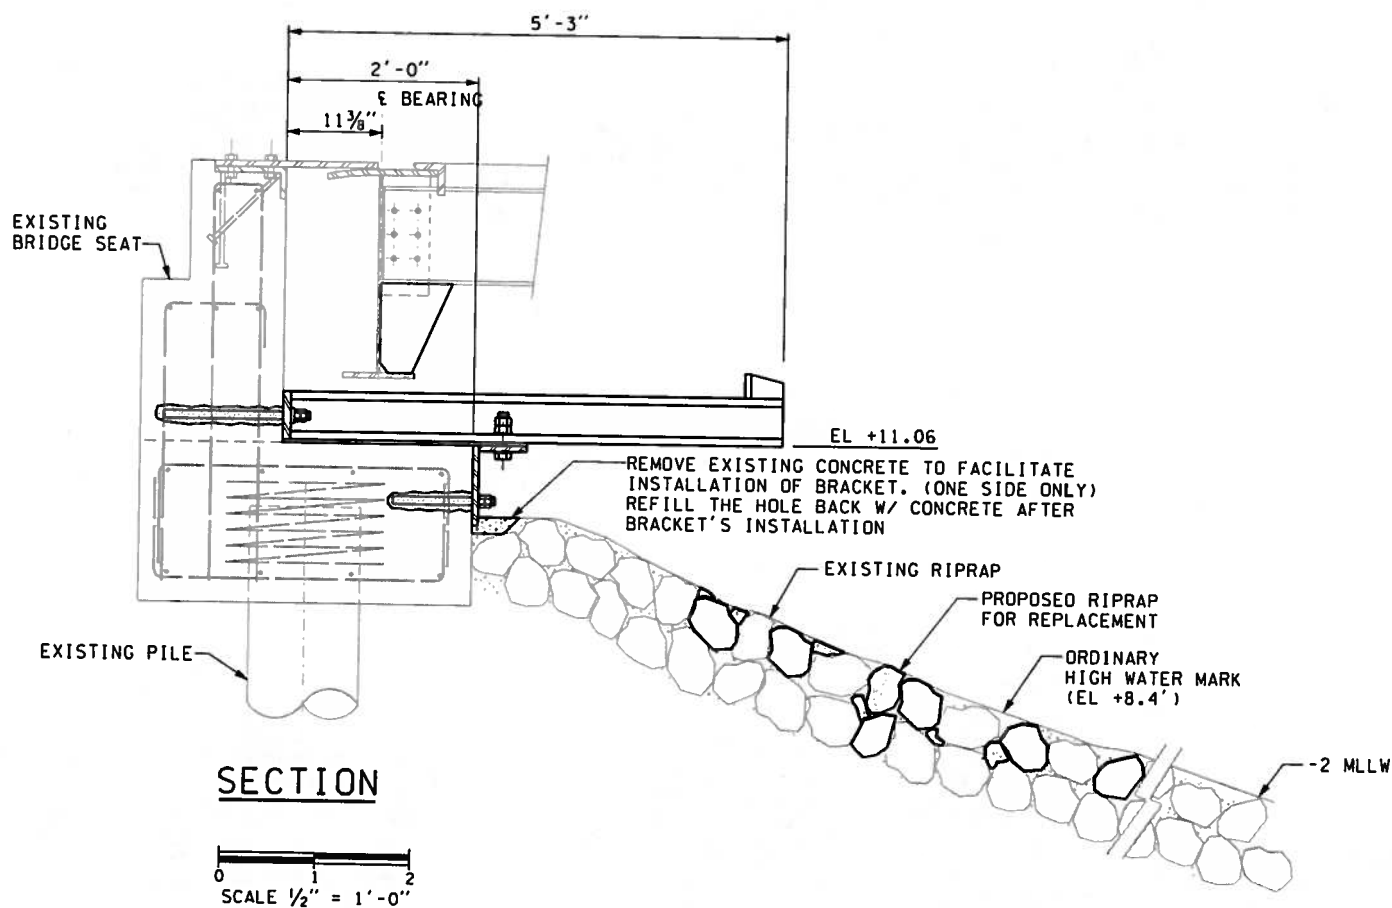 5'-3"
2'-0"
℄ BEARING
11⅜"
EXISTING
BRIDGE SEAT
EL +11.06
REMOVE EXISTING CONCRETE TO FACILITATE
INSTALLATION OF BRACKET. (ONE SIDE ONLY)
REFILL THE HOLE BACK W/ CONCRETE AFTER
BRACKET'S INSTALLATION
EXISTING RIPRAP
PROPOSED RIPRAP
FOR REPLACEMENT
EXISTING PILE
ORDINARY
HIGH WATER MARK
(EL +8.4')
-2 MLLW
SECTION
0 1 2
SCALE ½" = 1'-0"